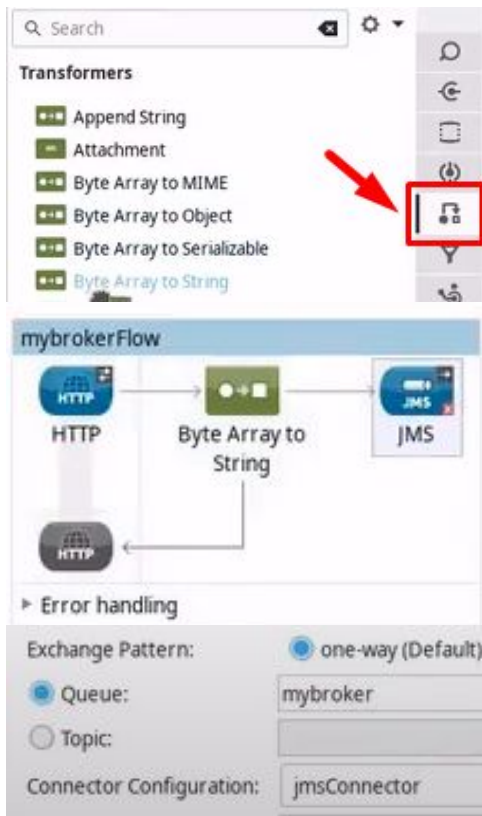 Search
Transformers
Append String
Attachment
Byte Array to MIME
Byte Array to Object
Byte Array to Serializable
Byte Array to String
mybrokerFlow
HTTP
JMS
HTTP
Byte Array to
String
JMS
HTTP
Error handling
Exchange Pattern:
one-way (Default)
Queue:
mybroker
Topic:
Connector Configuration:
jmsConnector